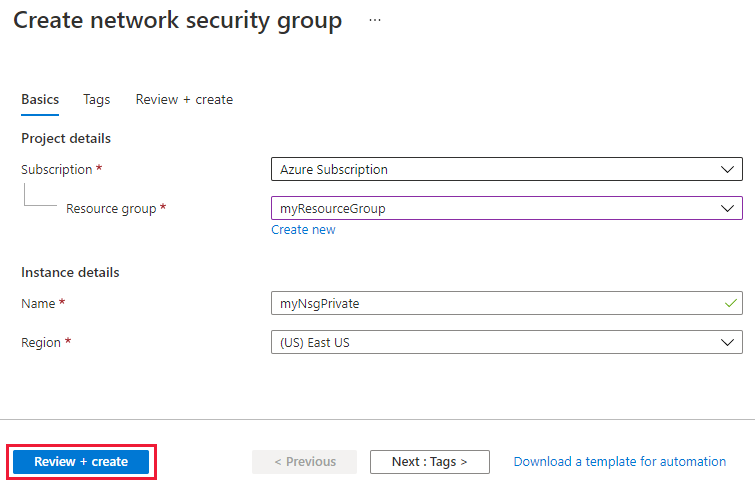 Create network security group ...
Basics Tags Review + create
Project details
Subscription * Azure Subscription
Resource group * myResourceGroup
Create new
Instance details
Name * myNsgPrivate
Region * (US) East US
Review + create < Previous Next : Tags > Download a template for automation